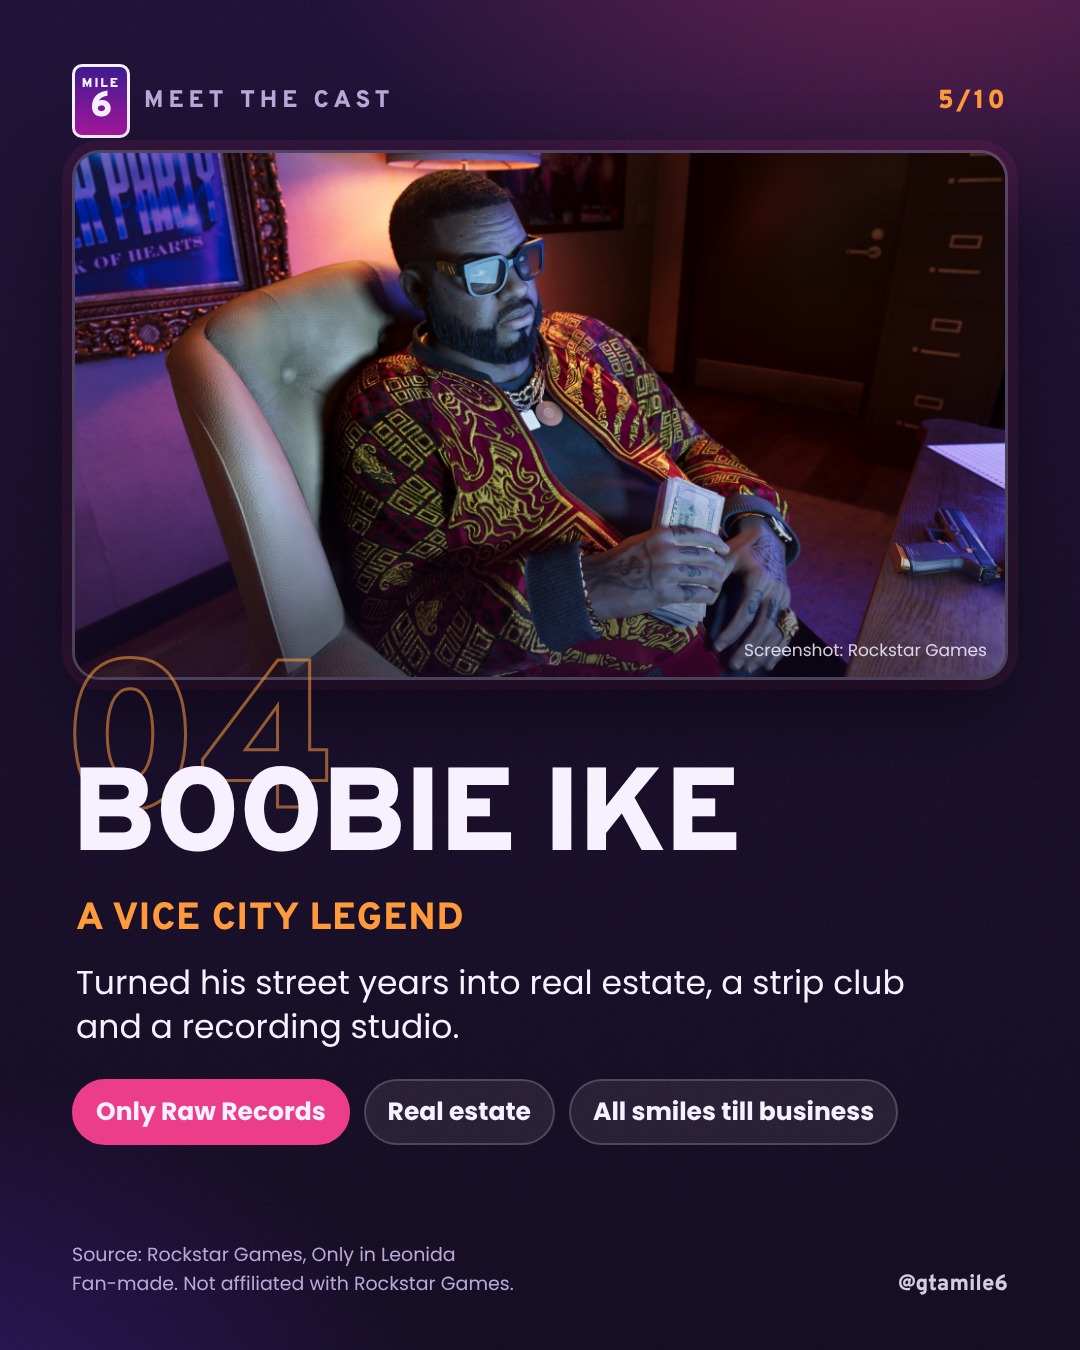 MILE
6
MEET THE CAST
5/10
R PARTY
K OF HEARTS
Screenshot: Rockstar Games
04
BOOBIE IKE
A VICE CITY LEGEND
Turned his street years into real estate, a strip club
and a recording studio.
Only Raw Records
Real estate
All smiles till business
Source: Rockstar Games, Only in Leonida
Fan-made. Not affiliated with Rockstar Games.
@gtamile6